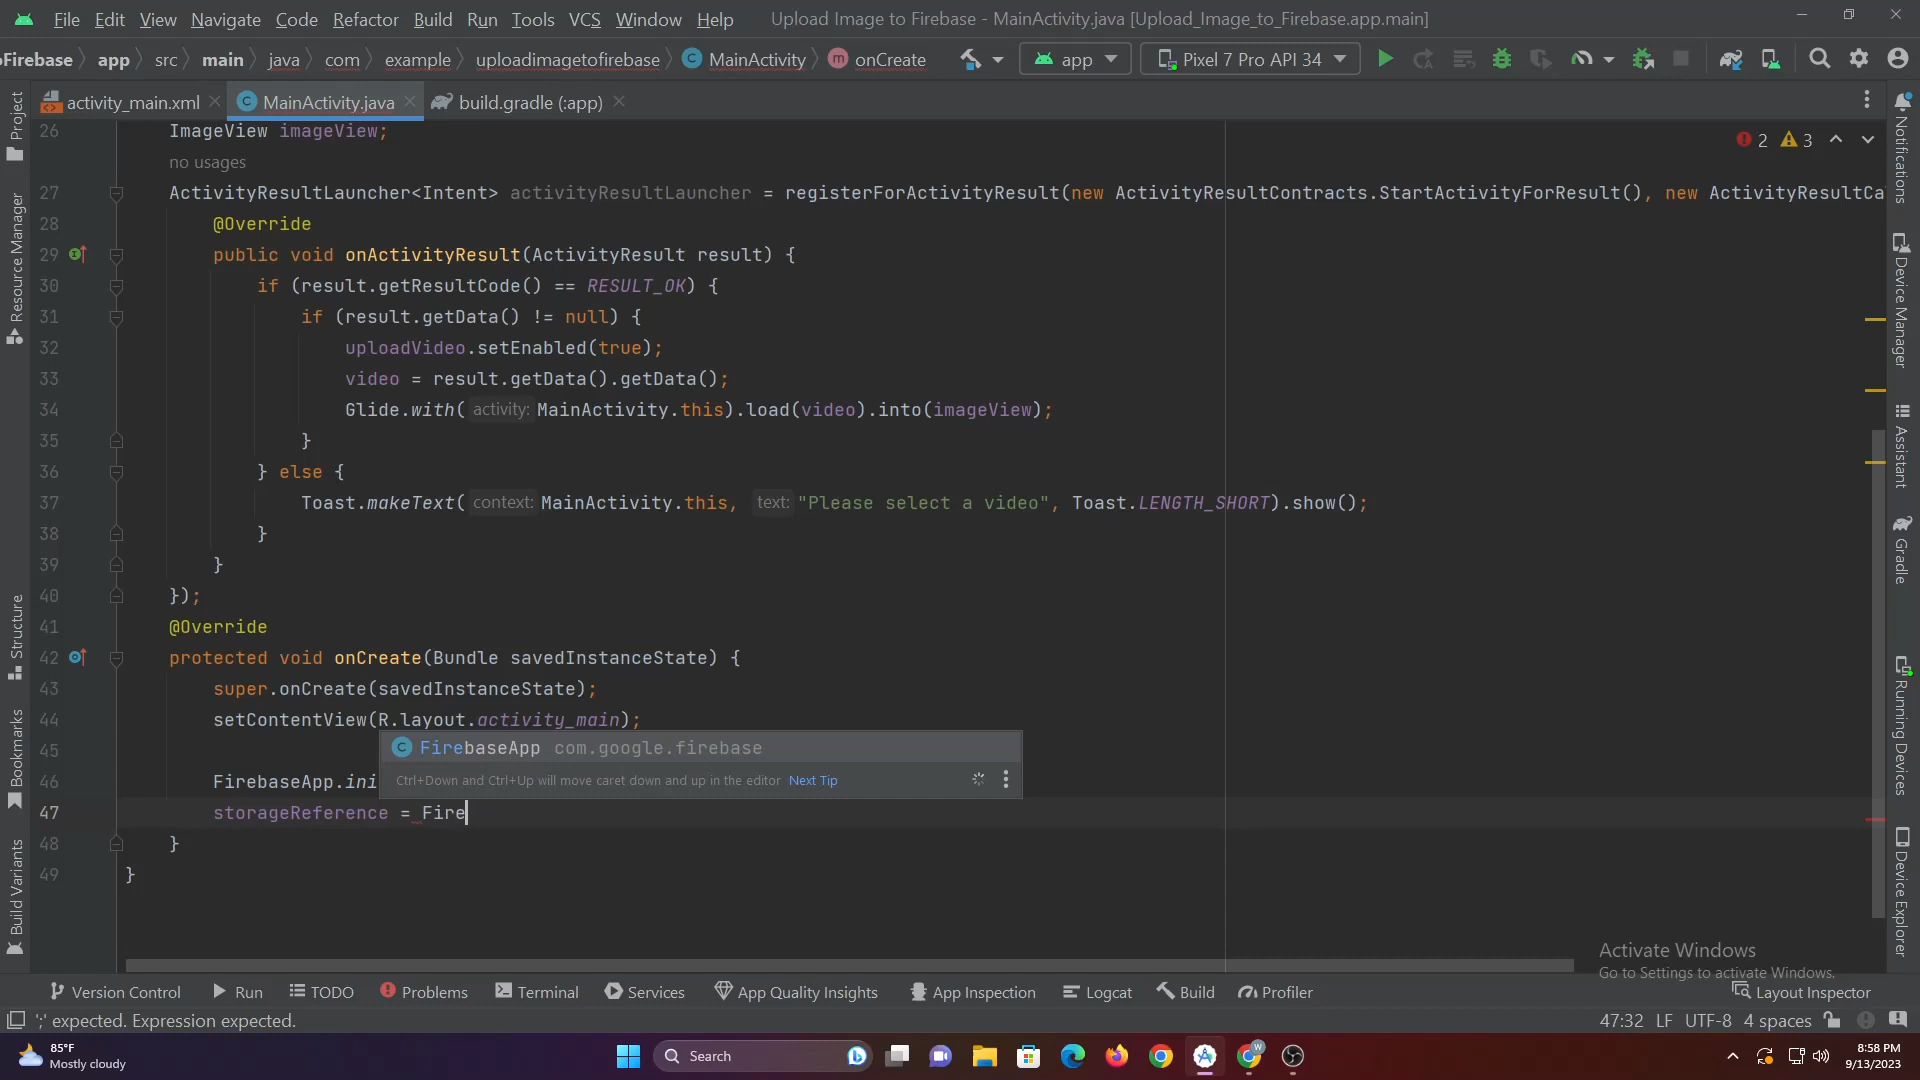 File Edit View Navigate Code Refactor Build Run Tools VCS Window Help Upload Image to Firebase - MainActivity.java [Upload_Image_to_Firebase.app.main]
oFirebase app src main java com example uploadimagetofirebase MainActivity onCreate app Pixel 7 Pro API 34
activity_main.xml MainActivity.java build.gradle (:app)
26 ImageView imageView; 2 3
no usages
27 ActivityResultLauncher<Intent> activityResultLauncher = registerForActivityResult(new ActivityResultContracts.StartActivityForResult(), new ActivityResultCa
28 @Override
29 public void onActivityResult(ActivityResult result) {
30 if (result.getResultCode() == RESULT_OK) {
31 if (result.getData() != null) {
32 uploadVideo.setEnabled(true);
33 video = result.getData().getData();
34 Glide.with( activity: MainActivity.this).load(video).into(imageView);
35 }
36 } else {
37 Toast.makeText( context: MainActivity.this, text: "Please select a video", Toast.LENGTH_SHORT).show();
38 }
39 }
40 });
41 @Override
42 protected void onCreate(Bundle savedInstanceState) {
43 super.onCreate(savedInstanceState);
44 setContentView(R.layout.activity_main);
45
FirebaseApp com.google.firebase
46 FirebaseApp.ini
Ctrl+Down and Ctrl+Up will move caret down and up in the editor Next Tip
47 storageReference = Fire
48 }
49 }
Project
Resource Manager
Structure
Bookmarks
Build Variants
Notifications
Device Manager
Assistant
Gradle
Running Devices
Device Explorer
Activate Windows
Go to Settings to activate Windows.
Version Control Run TODO Problems Terminal Services App Quality Insights App Inspection Logcat Build Profiler Layout Inspector
';' expected. Expression expected. 47:32 LF UTF-8 4 spaces
85°F
Mostly cloudy
Search
W
8:58 PM
9/13/2023